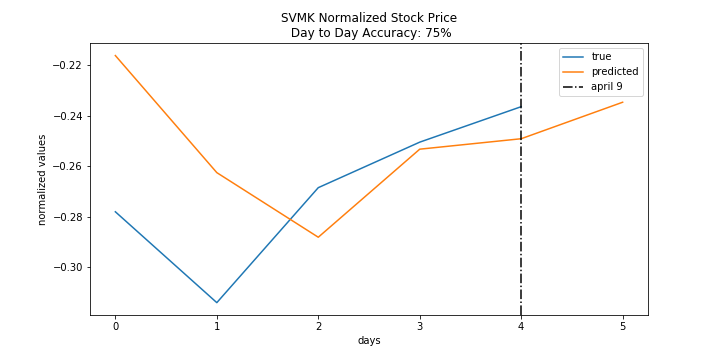 SVMK Normalized Stock Price
Day to Day Accuracy: 75%
true
predicted
april 9
normalized values
−0.22
−0.24
−0.26
−0.28
−0.30
0 1 2 3 4 5
days